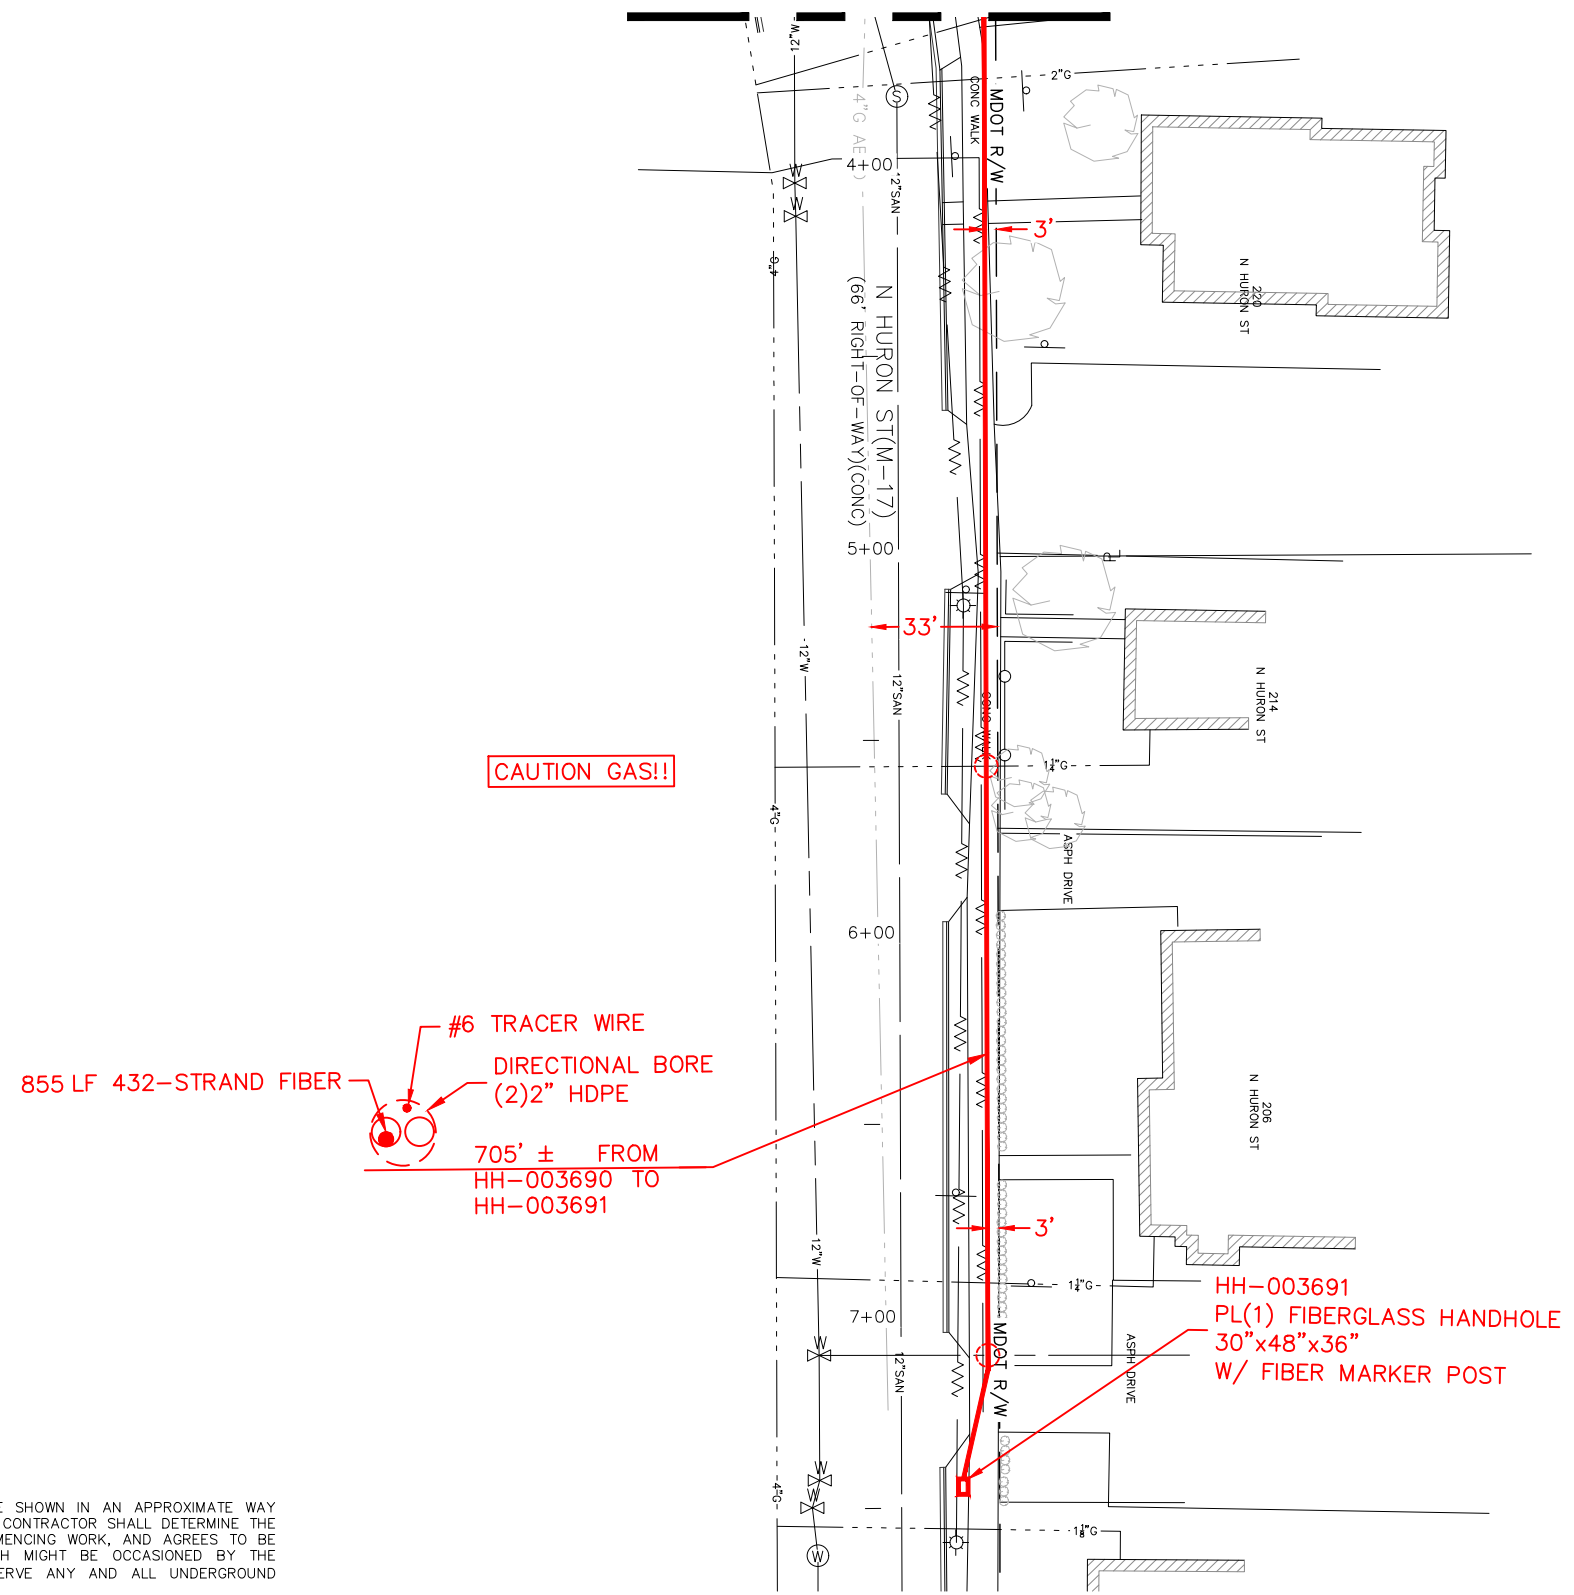 12"W
2"G
S
CONC WALK
MDOT R/W
4"G
4+00
W
W
12"SAN
3'
4"G
220
N HURON ST
N HURON ST(M-17)
(66' RIGHT-OF-WAY)(CONC)
5+00
PL
33'
12"W
12"SAN
CONC WALK
214
N HURON ST
CAUTION GAS!!
1¼"G
4"G
ASPH DRIVE
6+00
#6 TRACER WIRE
855 LF 432-STRAND FIBER
DIRECTIONAL BORE
(2)2" HDPE
705' ± FROM
HH-003690 TO
HH-003691
206
N HURON ST
3'
12"W
1¼"G
7+00
MDOT R/W
W
12"SAN
ASPH DRIVE
HH-003691
PL(1) FIBERGLASS HANDHOLE
30"x48"x36"
W/ FIBER MARKER POST
W
W
4"G
W
"G
SHOWN IN AN APPROXIMATE WAY
CONTRACTOR SHALL DETERMINE THE
MENCING WORK, AND AGREES TO BE
H MIGHT BE OCCASIONED BY THE
ERVE ANY AND ALL UNDERGROUND